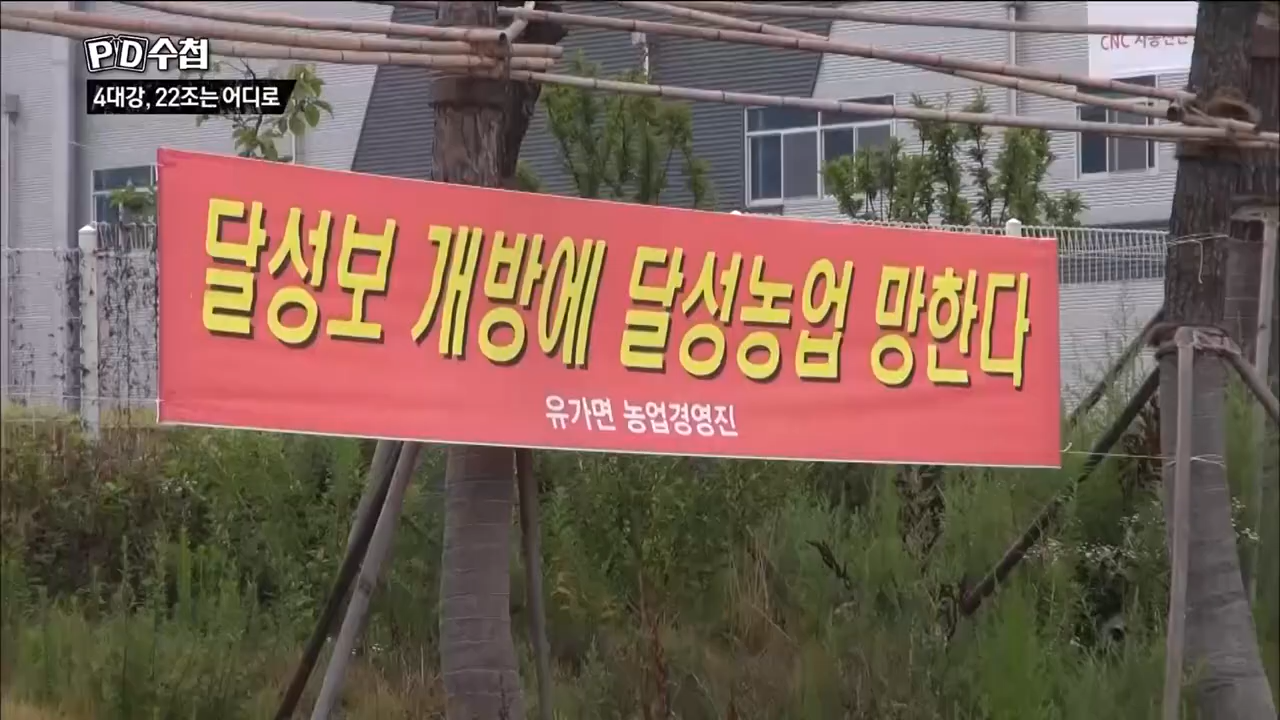 PD수첩
4대강, 22조는 어디로
CNC
달성보 개방에 달성농업 망한다
유가면 농업경영진